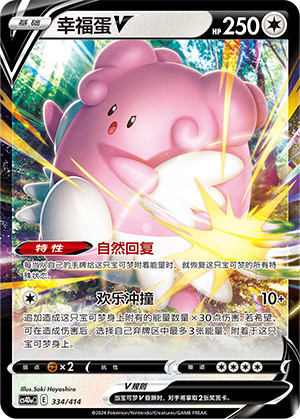 基础 幸福蛋V HP 250
特性 自然回复
每当从自己的手牌给这只宝可梦附着能量时，就恢复这只宝可梦的所有特
殊状态。
欢乐冲撞 10+
追加造成这只宝可梦身上附有的能量数量×30点伤害。若希望，
可在造成伤害后，选择自己弃牌区中最多3张能量，附着于这
只宝可梦身上。
弱点 ×2 抗性 撤退
V规则
当宝可梦V昏厥时，对手将拿取2张奖赏卡。
Illus.Saki Hayashiro
CS4DaC E 334/414
©2024 Pokémon/Nintendo/Creatures/GAME FREAK